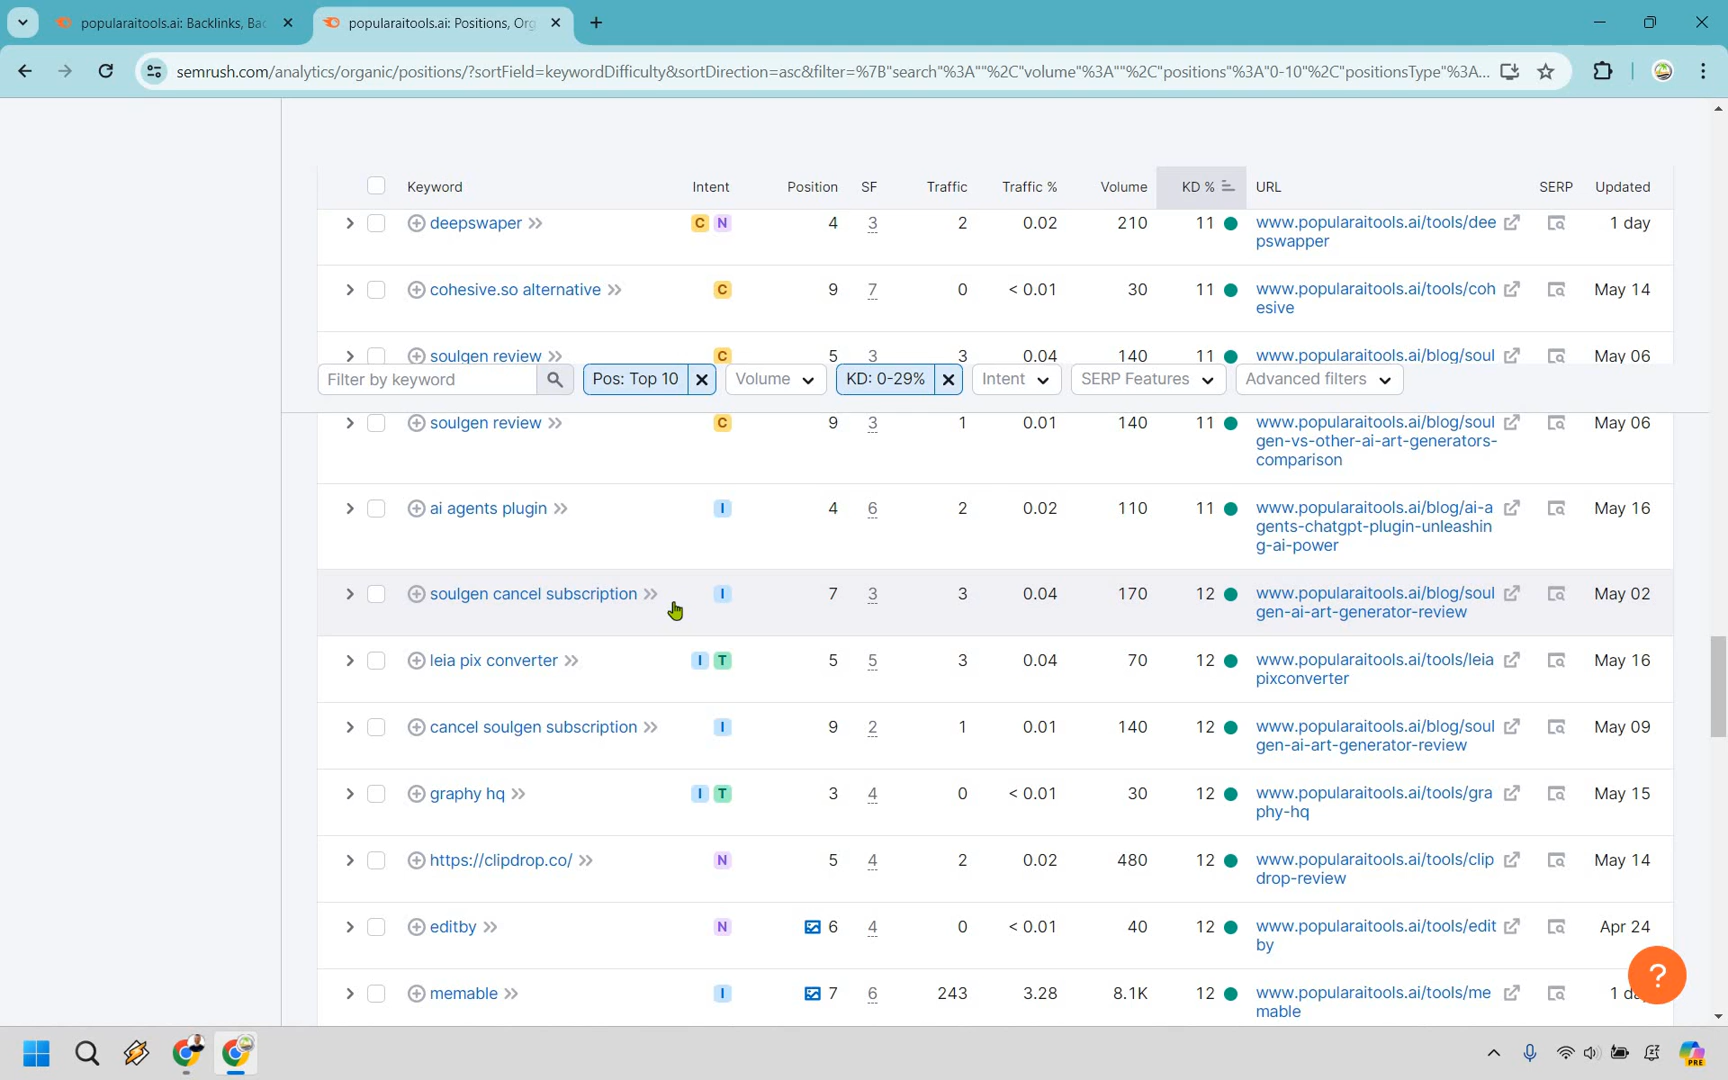 popularaitools.ai: Backlinks, Bac
popularaitools.ai: Positions, Org
semrush.com/analytics/organic/positions/?sortField=keywordDifficulty&sortDirection=asc&filter=%7B"search"%3A""%2C"volume"%3A""%2C"positions"%3A"0-10"%2C"positionsType"%3A...
Keyword Intent Position SF Traffic Traffic % Volume KD % URL SERP Updated
deepswaper C N 4 3 2 0.02 210 11 www.popularaitools.ai/tools/dee 1 day
pswapper
cohesive.so alternative C 9 7 0 < 0.01 30 11 www.popularaitools.ai/tools/coh May 14
esive
soulgen review C 5 3 3 0.04 140 11 www.popularaitools.ai/blog/soul May 06
Filter by keyword Pos: Top 10 Volume KD: 0-29% Intent SERP Features Advanced filters
soulgen review C 9 3 1 0.01 140 11 www.popularaitools.ai/blog/soul May 06
gen-vs-other-ai-art-generators-
comparison
ai agents plugin I 4 6 2 0.02 110 11 www.popularaitools.ai/blog/ai-a May 16
gents-chatgpt-plugin-unleashin
g-ai-power
soulgen cancel subscription I 7 3 3 0.04 170 12 www.popularaitools.ai/blog/soul May 02
gen-ai-art-generator-review
leia pix converter I T 5 5 3 0.04 70 12 www.popularaitools.ai/tools/leia May 16
pixconverter
cancel soulgen subscription I 9 2 1 0.01 140 12 www.popularaitools.ai/blog/soul May 09
gen-ai-art-generator-review
graphy hq I T 3 4 0 < 0.01 30 12 www.popularaitools.ai/tools/gra May 15
phy-hq
https://clipdrop.co/ N 5 4 2 0.02 480 12 www.popularaitools.ai/tools/clip May 14
drop-review
editby N 6 4 0 < 0.01 40 12 www.popularaitools.ai/tools/edit Apr 24
by
memable I 7 6 243 3.28 8.1K 12 www.popularaitools.ai/tools/me 1 da
mable
?
PRE